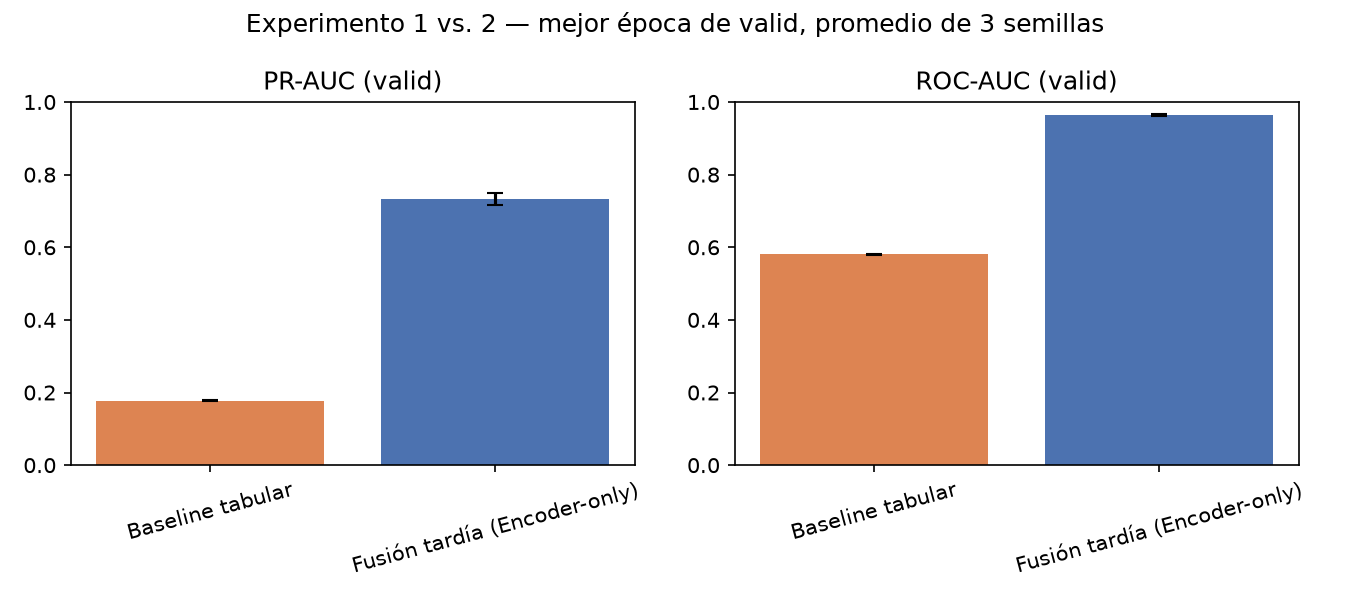 Experimento 1 vs. 2 — mejor época de valid, promedio de 3 semillas
PR-AUC (valid)
1.0
0.8
0.6
0.4
0.2
0.0
Baseline tabular
Fusión tardía (Encoder-only)
ROC-AUC (valid)
1.0
0.8
0.6
0.4
0.2
0.0
Baseline tabular
Fusión tardía (Encoder-only)